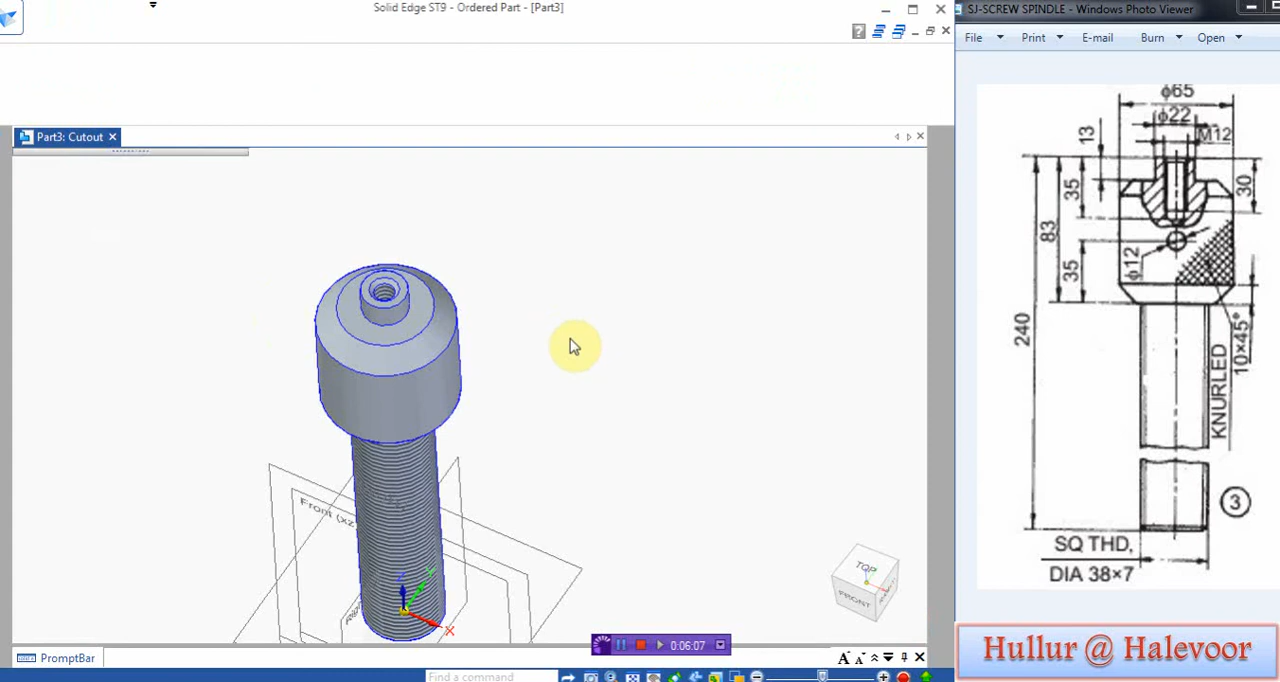 Solid Edge ST9 - Ordered Part - [Part3]
SJ-SCREW SPINDLE - Windows Photo Viewer
File Print E-mail Burn Open
Part3: Cutout
ϕ65
ϕ22
M12
13
35
30
83
ϕ12
35
240
10×45°
KNURLED
3
SQ THD,
DIA 38×7
Front (xz
TOP
FRONT
X
0:06:07
PromptBar
Find a command
Hullur @ Halevoor